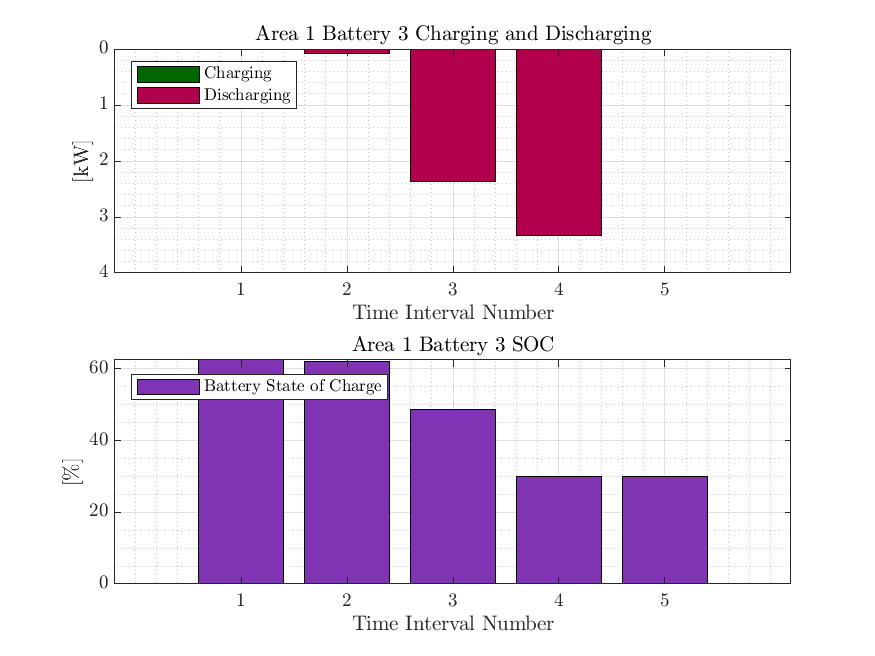 Area 1 Battery 3 Charging and Discharging
0
1
2
3
4
[kW]
Charging
Discharging
1 2 3 4 5
Time Interval Number
Area 1 Battery 3 SOC
60
40
20
0
[%]
Battery State of Charge
1 2 3 4 5
Time Interval Number